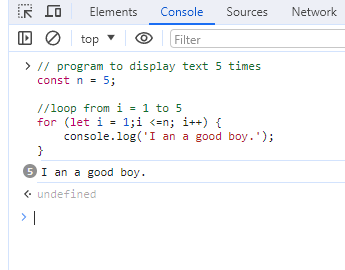 Elements Console Sources Network
top ▼ Filter
> // program to display text 5 times
const n = 5;
//loop from i = 1 to 5
for (let i = 1;i <=n; i++) {
    console.log('I an a good boy.');
}
5 I an a good boy.
<· undefined
>